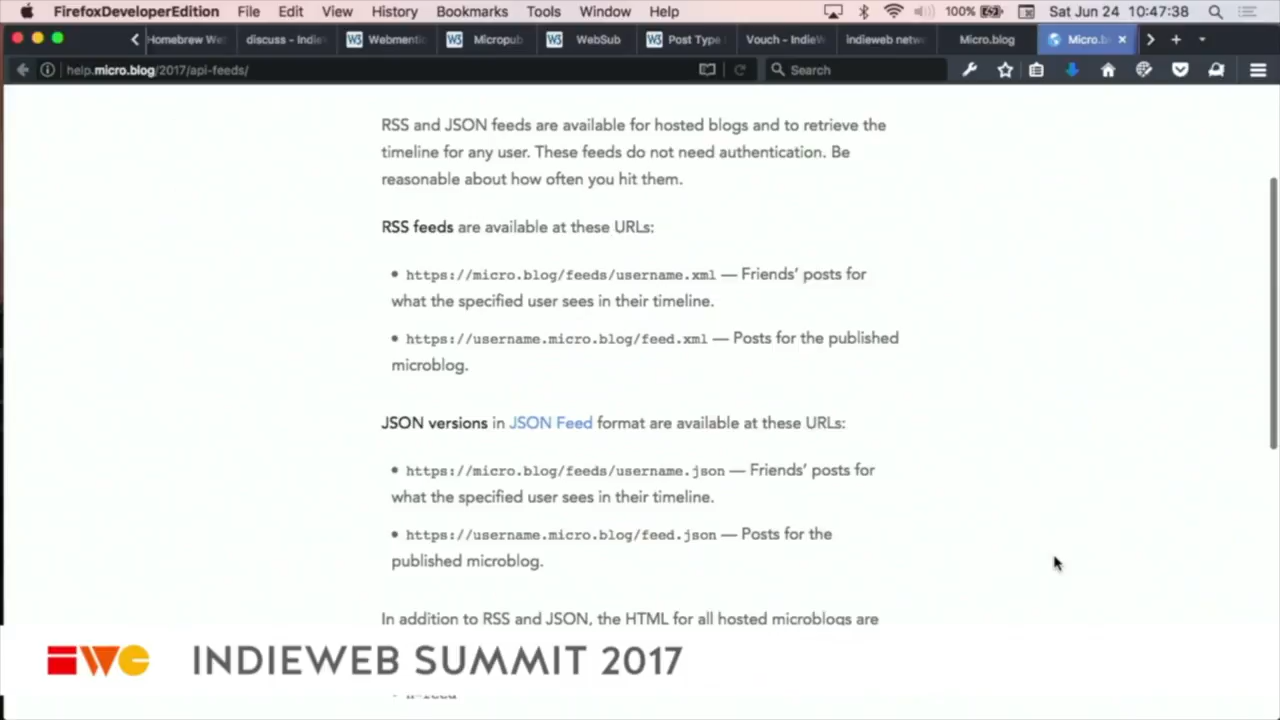 FirefoxDeveloperEdition File Edit View History Bookmarks Tools Window Help 100% Sat Jun 24 10:47:38
Homebrew We discuss - Indie Webmenti Micropub WebSub Post Type Vouch - IndieW indieweb netw Micro.blog Micro.b
help.micro.blog/2017/api-feeds/ Search
RSS and JSON feeds are available for hosted blogs and to retrieve the
timeline for any user. These feeds do not need authentication. Be
reasonable about how often you hit them.
RSS feeds are available at these URLs:
• https://micro.blog/feeds/username.xml — Friends’ posts for
what the specified user sees in their timeline.
• https://username.micro.blog/feed.xml — Posts for the published
microblog.
JSON versions in JSON Feed format are available at these URLs:
• https://micro.blog/feeds/username.json — Friends’ posts for
what the specified user sees in their timeline.
• https://username.micro.blog/feed.json — Posts for the
published microblog.
In addition to RSS and JSON, the HTML for all hosted microblogs are
IWC INDIEWEB SUMMIT 2017